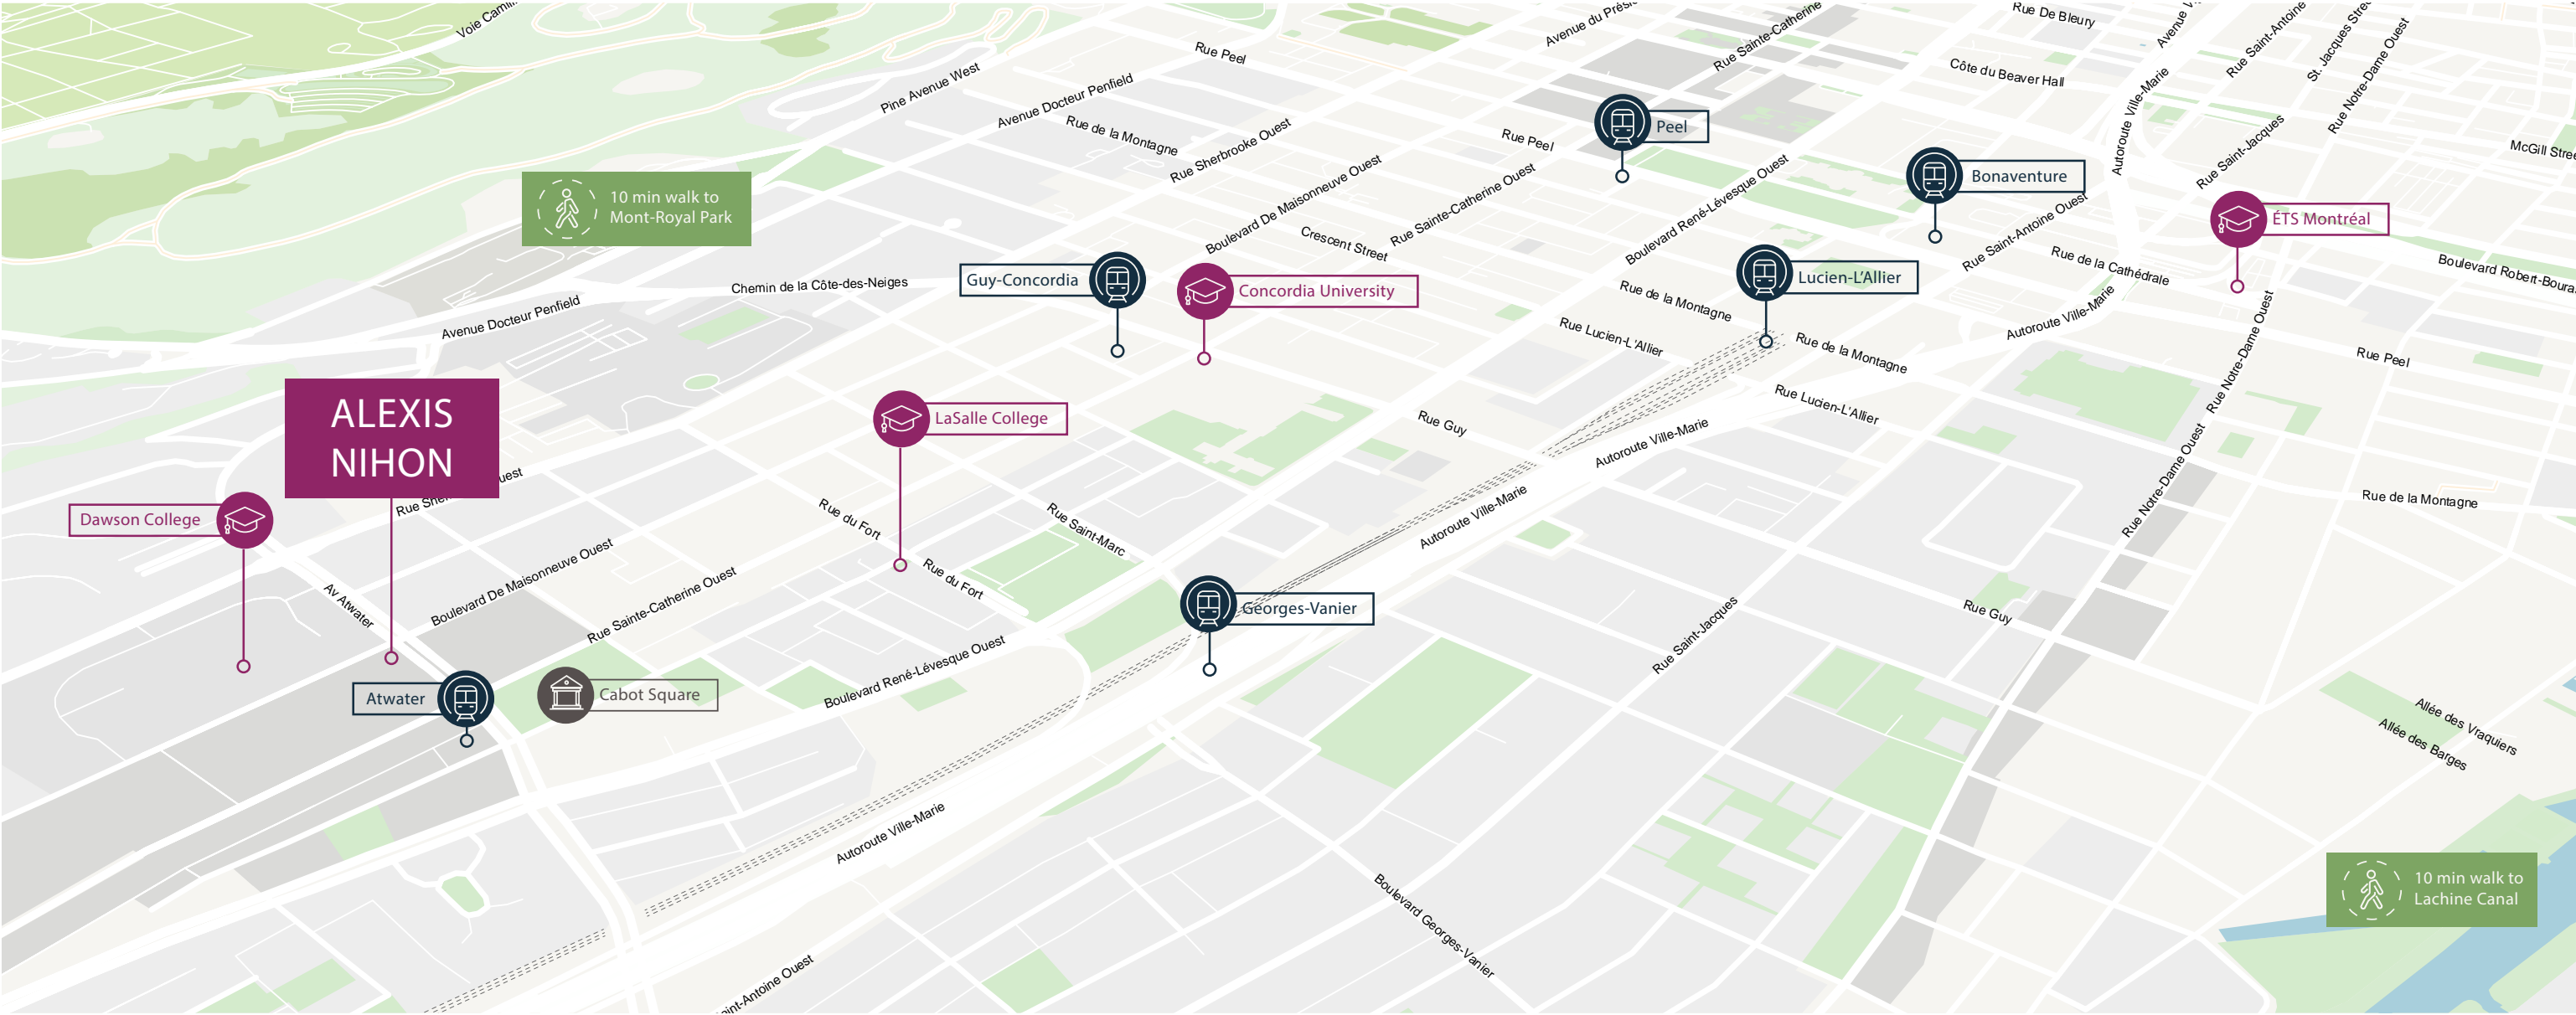 Voie Camill
Rue Peel
Avenue du Prési
Rue Sainte-Catherine
Rue De Bleury
Rue Saint-Antoine
St. Jacques Street
Rue Notre-Dame Ouest
Pine Avenue West
Avenue Docteur Penfield
Rue de la Montagne
Rue Sherbrooke Ouest
Côte du Beaver Hall
Autoroute Ville-Marie
Rue Saint-Jacques
McGill Stree
Peel
Rue Peel
Boulevard De Maisonneuve Ouest
Rue Sainte-Catherine Ouest
Boulevard René-Lévesque Ouest
Bonaventure
10 min walk to
Mont-Royal Park
Crescent Street
Rue Saint-Antoine Ouest
ÉTS Montréal
Rue de la Cathédrale
Boulevard Robert-Boura
Guy-Concordia
Concordia University
Lucien-L'Allier
Chemin de la Côte-des-Neiges
Avenue Docteur Penfield
Rue de la Montagne
Rue Lucien-L'Allier
Rue de la Montagne
Autoroute Ville-Marie
Rue Notre-Dame Ouest
Rue Peel
ALEXIS
NIHON
LaSalle College
Rue Guy
Rue Lucien-L'Allier
Autoroute Ville-Marie
Rue Notre-Dame Ouest
Rue de la Montagne
Dawson College
Rue du Fort
Rue Saint-Marc
Autoroute Ville-Marie
Av Atwater
Boulevard De Maisonneuve Ouest
Rue Sainte-Catherine Ouest
Rue du Fort
Georges-Vanier
Rue Saint-Jacques
Rue Guy
Atwater
Cabot Square
Boulevard René-Lévesque Ouest
Allée des Vraquiers
Allée des Barges
Autoroute Ville-Marie
10 min walk to
Lachine Canal
Boulevard Georges-Vanier
int-Antoine Ouest